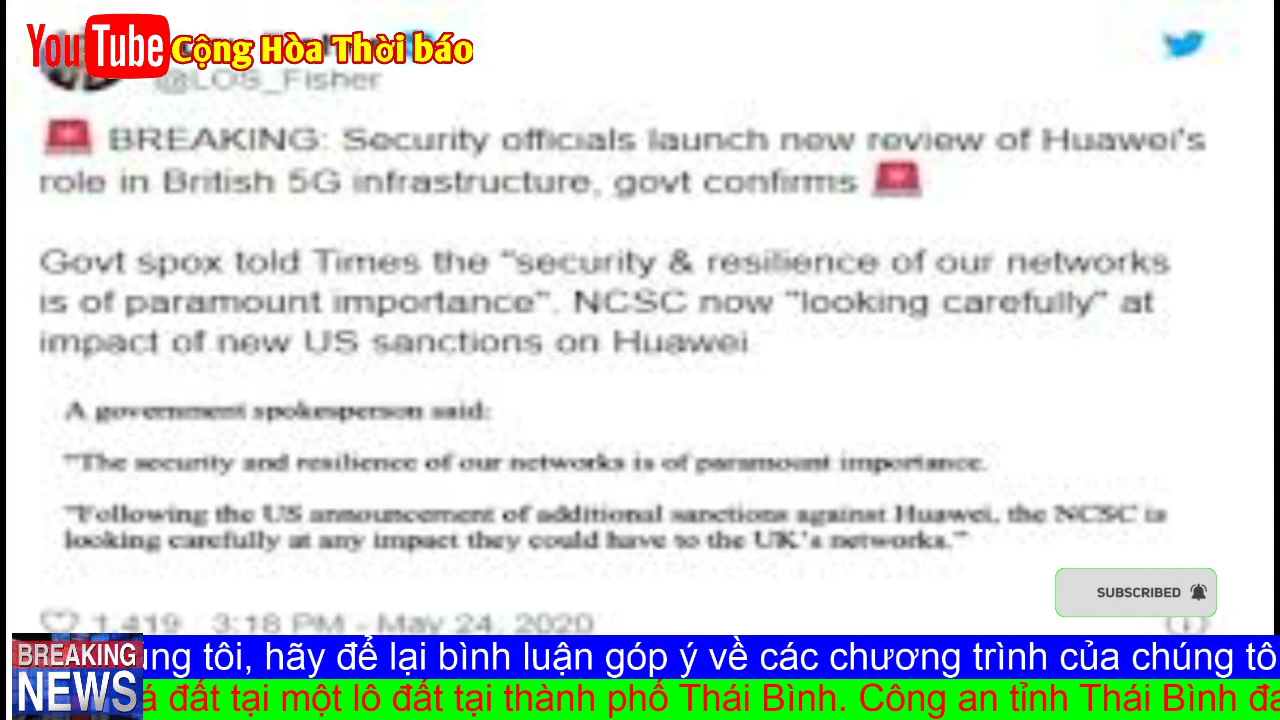 YouTube Cộng Hòa Thời báo
@LOS_Fisher
BREAKING: Security officials launch new review of Huawei's
role in British 5G infrastructure, govt confirms
Govt spox told Times the "security & resilience of our networks
is of paramount importance". NCSC now "looking carefully" at
impact of new US sanctions on Huawei
A government spokesperson said:
"The security and resilience of our networks is of paramount importance.
"Following the US announcement of additional sanctions against Huawei, the NCSC is
looking carefully at any impact they could have to the UK's networks."
SUBSCRIBED
1,419 3:18 PM - May 24, 2020
BREAKING
NEWS
úng tôi, hãy để lại bình luận góp ý về các chương trình của chúng tô
á đất tại một lô đất tại thành phố Thái Bình. Công an tỉnh Thái Bình đa